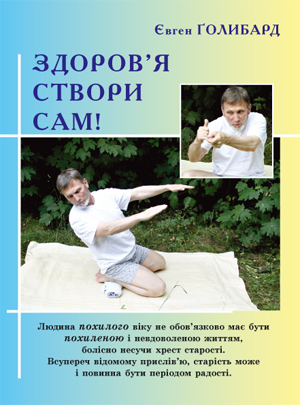 Євген ҐОЛИБАРД
ЗДОРОВ'Я
СТВОРИ
САМ!
Людина похилого віку не обов'язково має бути
похиленою і невдоволеною життям,
болісно несучи хрест старості.
Всупереч відомому прислів'ю, старість може
і повинна бути періодом радості.